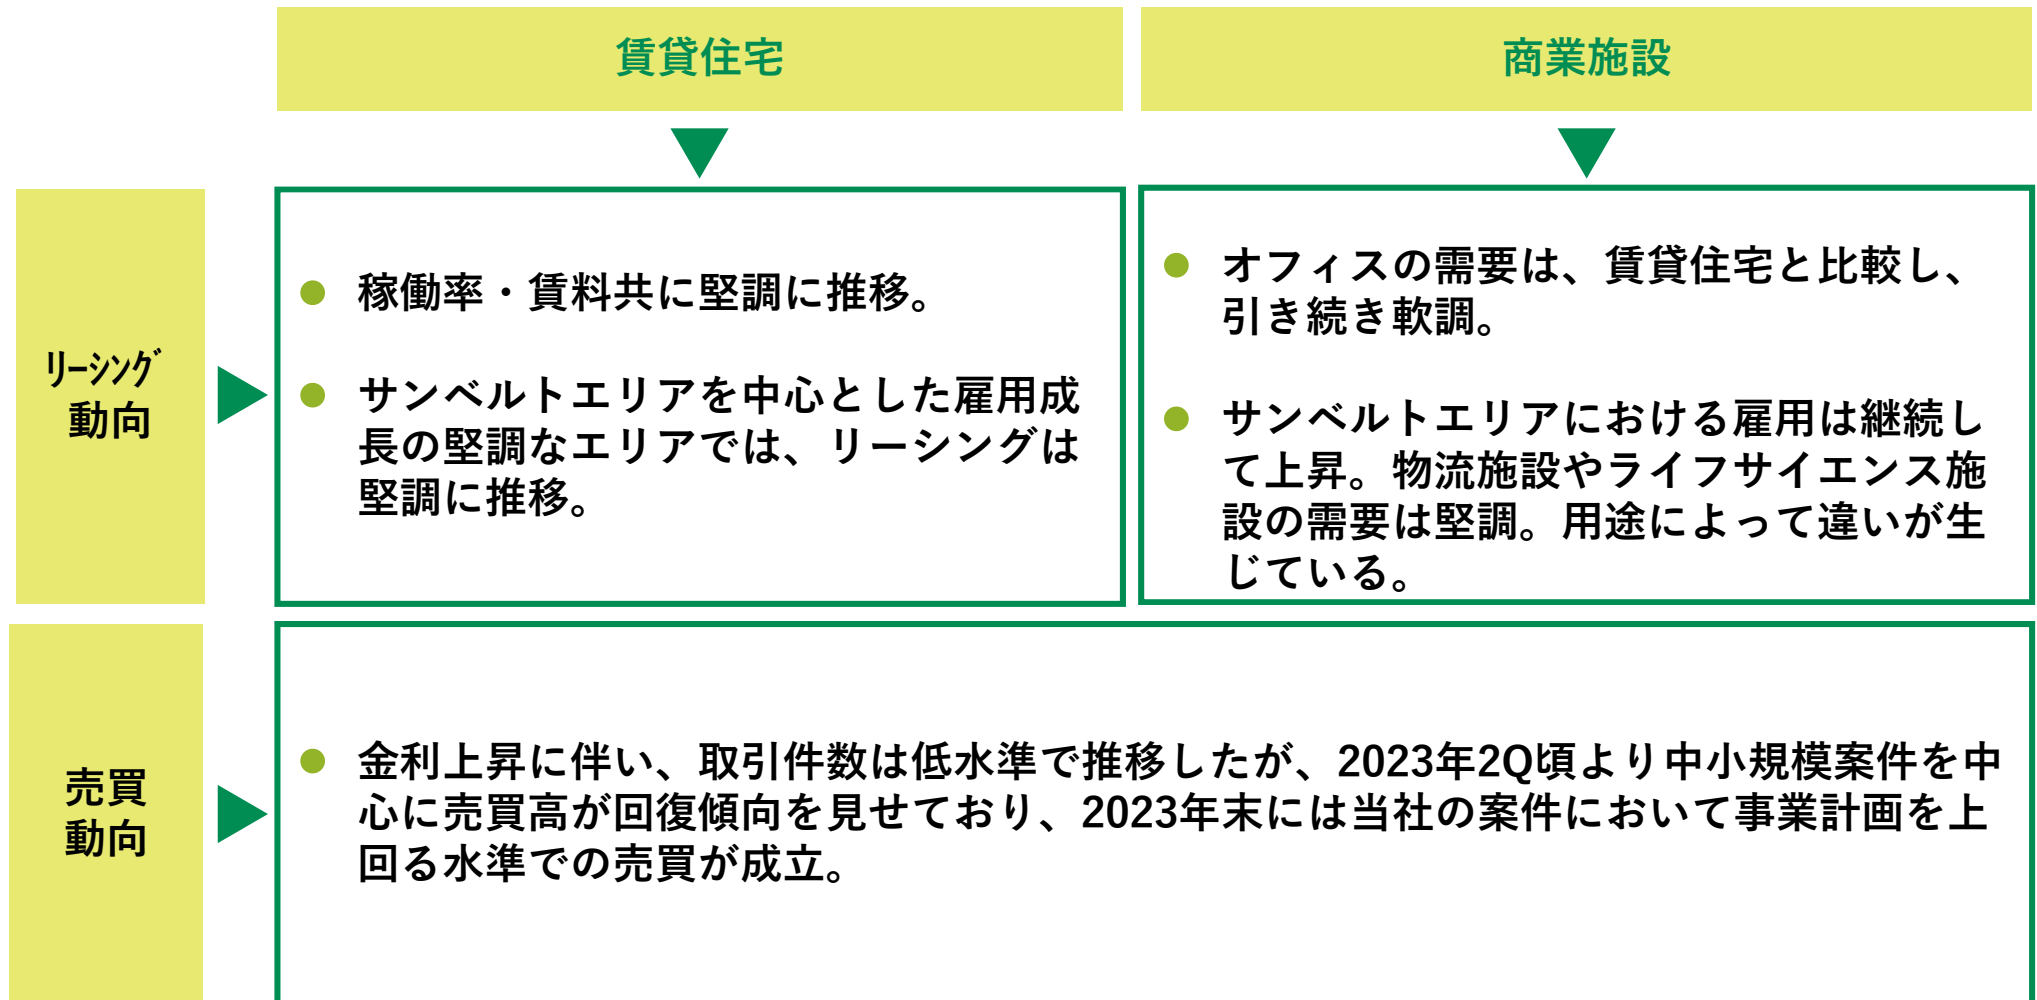 賃貸住宅
商業施設
ﾘｰｼﾝｸﾞ
動向
稼働率・賃料共に堅調に推移。
サンベルトエリアを中心とした雇用成
長の堅調なエリアでは、リーシングは
堅調に推移。
オフィスの需要は、賃貸住宅と比較し、
引き続き軟調。
サンベルトエリアにおける雇用は継続し
て上昇。物流施設やライフサイエンス施
設の需要は堅調。用途によって違いが生
じている。
売買
動向
金利上昇に伴い、取引件数は低水準で推移したが、2023年2Q頃より中小規模案件を中
心に売買高が回復傾向を見せており、2023年末には当社の案件において事業計画を上
回る水準での売買が成立。